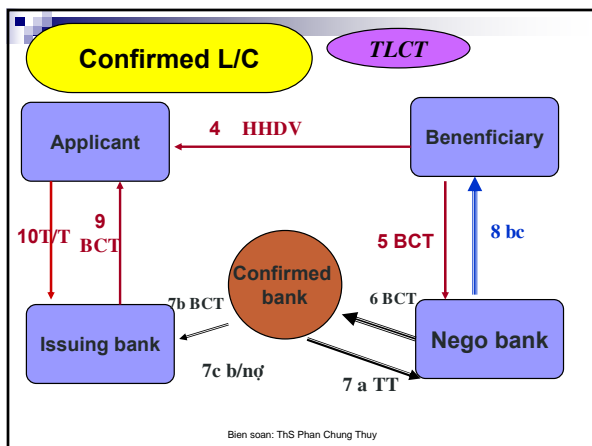 Confirmed L/C
TLCT
Applicant
4 HHDV
Benenficiary
10T/T
9
BCT
5 BCT
8 bc
Confirmed
bank
7b BCT
6 BCT
Issuing bank
Nego bank
7c b/nợ
7 a TT
Bien soan: ThS Phan Chung Thuy